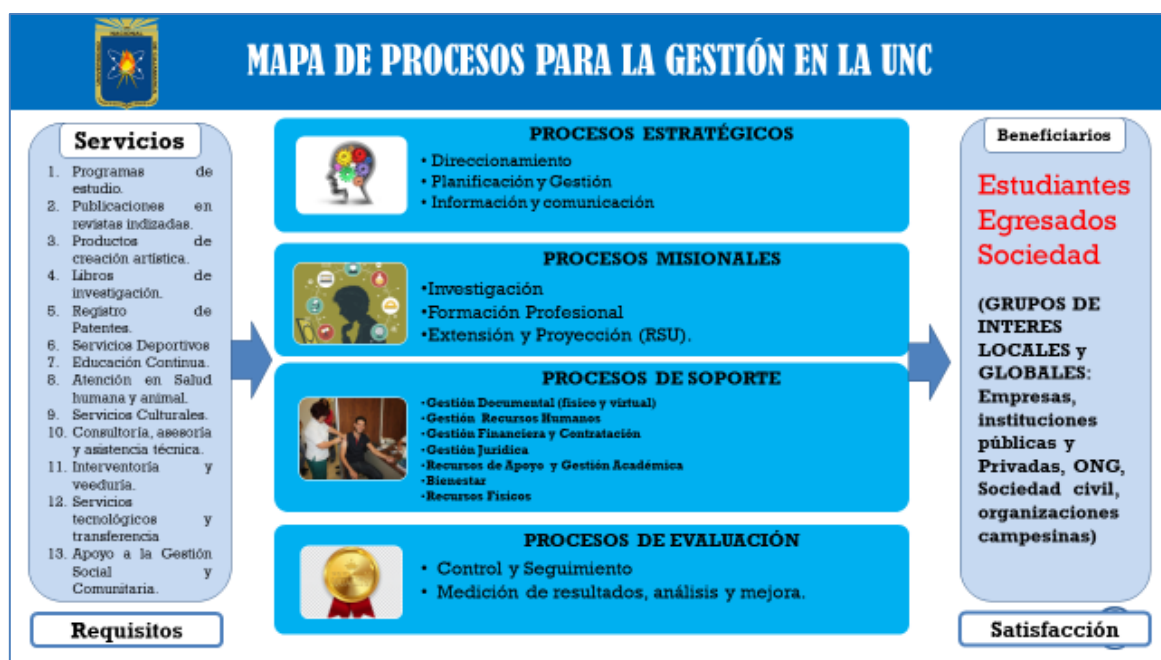 NACIONAL
MAPA DE PROCESOS PARA LA GESTIÓN EN LA UNC
Servicios
1. Programas de
estudio.
2. Publicaciones en
revistas indizadas.
3. Productos de
creación artística.
4. Libros de
investigación.
5. Registro de
Patentes.
6. Servicios Deportivos
7. Educación Continua.
8. Atención en Salud
humana y animal.
9. Servicios Culturales.
10. Consultoría, asesoría
y asistencia técnica.
11. Interventoría y
veeduría.
12. Servicios
tecnológicos y
transferencia
13. Apoyo a la Gestión
Social y
Comunitaria.
Requisitos
PROCESOS ESTRATÉGICOS
• Direccionamiento
• Planificación y Gestión
• Información y comunicación
PROCESOS MISIONALES
•Investigación
•Formación Profesional
•Extensión y Proyección (RSU).
PROCESOS DE SOPORTE
•Gestión Documental (físico y virtual)
•Gestión Recursos Humanos
•Gestión Financiera y Contratación
•Gestión Jurídica
•Recursos de Apoyo y Gestión Académica
•Bienestar
•Recursos Físicos
PROCESOS DE EVALUACIÓN
• Control y Seguimiento
• Medición de resultados, análisis y mejora.
Beneficiarios
Estudiantes
Egresados
Sociedad
(GRUPOS DE
INTERES
LOCALES y
GLOBALES:
Empresas,
instituciones
públicas y
Privadas, ONG,
Sociedad civil,
organizaciones
campesinas)
Satisfacción